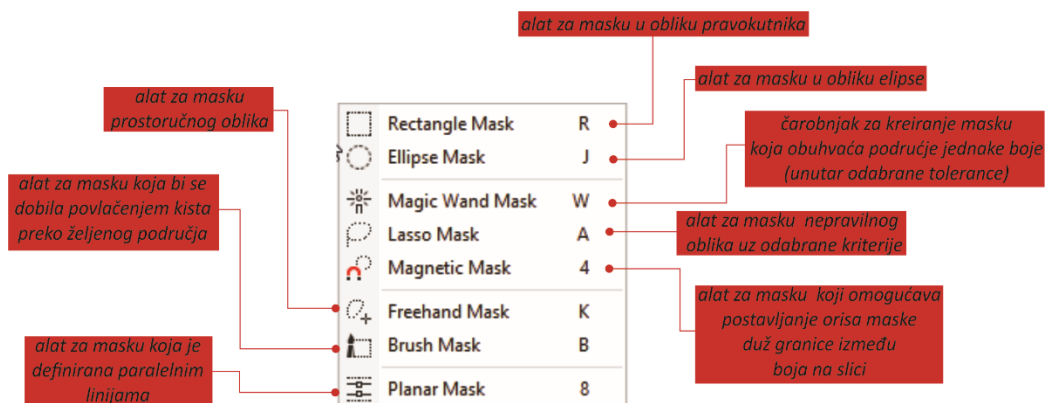 alat za masku u obliku pravokutnika
alat za masku u obliku elipse
alat za masku
prostoručnog oblika
čarobnjak za kreiranje masku
koja obuhvaća područje jednake boje
(unutar odabrane tolerance)
alat za masku koja bi se
dobila povlačenjem kista
preko željenog područja
alat za masku nepravilnog
oblika uz odabrane kriterije
alat za masku koji omogućava
postavljanje orisa maske
duž granice između
boja na slici
alat za masku koja je
definirana paralelnim
linijama
Rectangle Mask R
Ellipse Mask J
Magic Wand Mask W
Lasso Mask A
Magnetic Mask 4
Freehand Mask K
Brush Mask B
Planar Mask 8